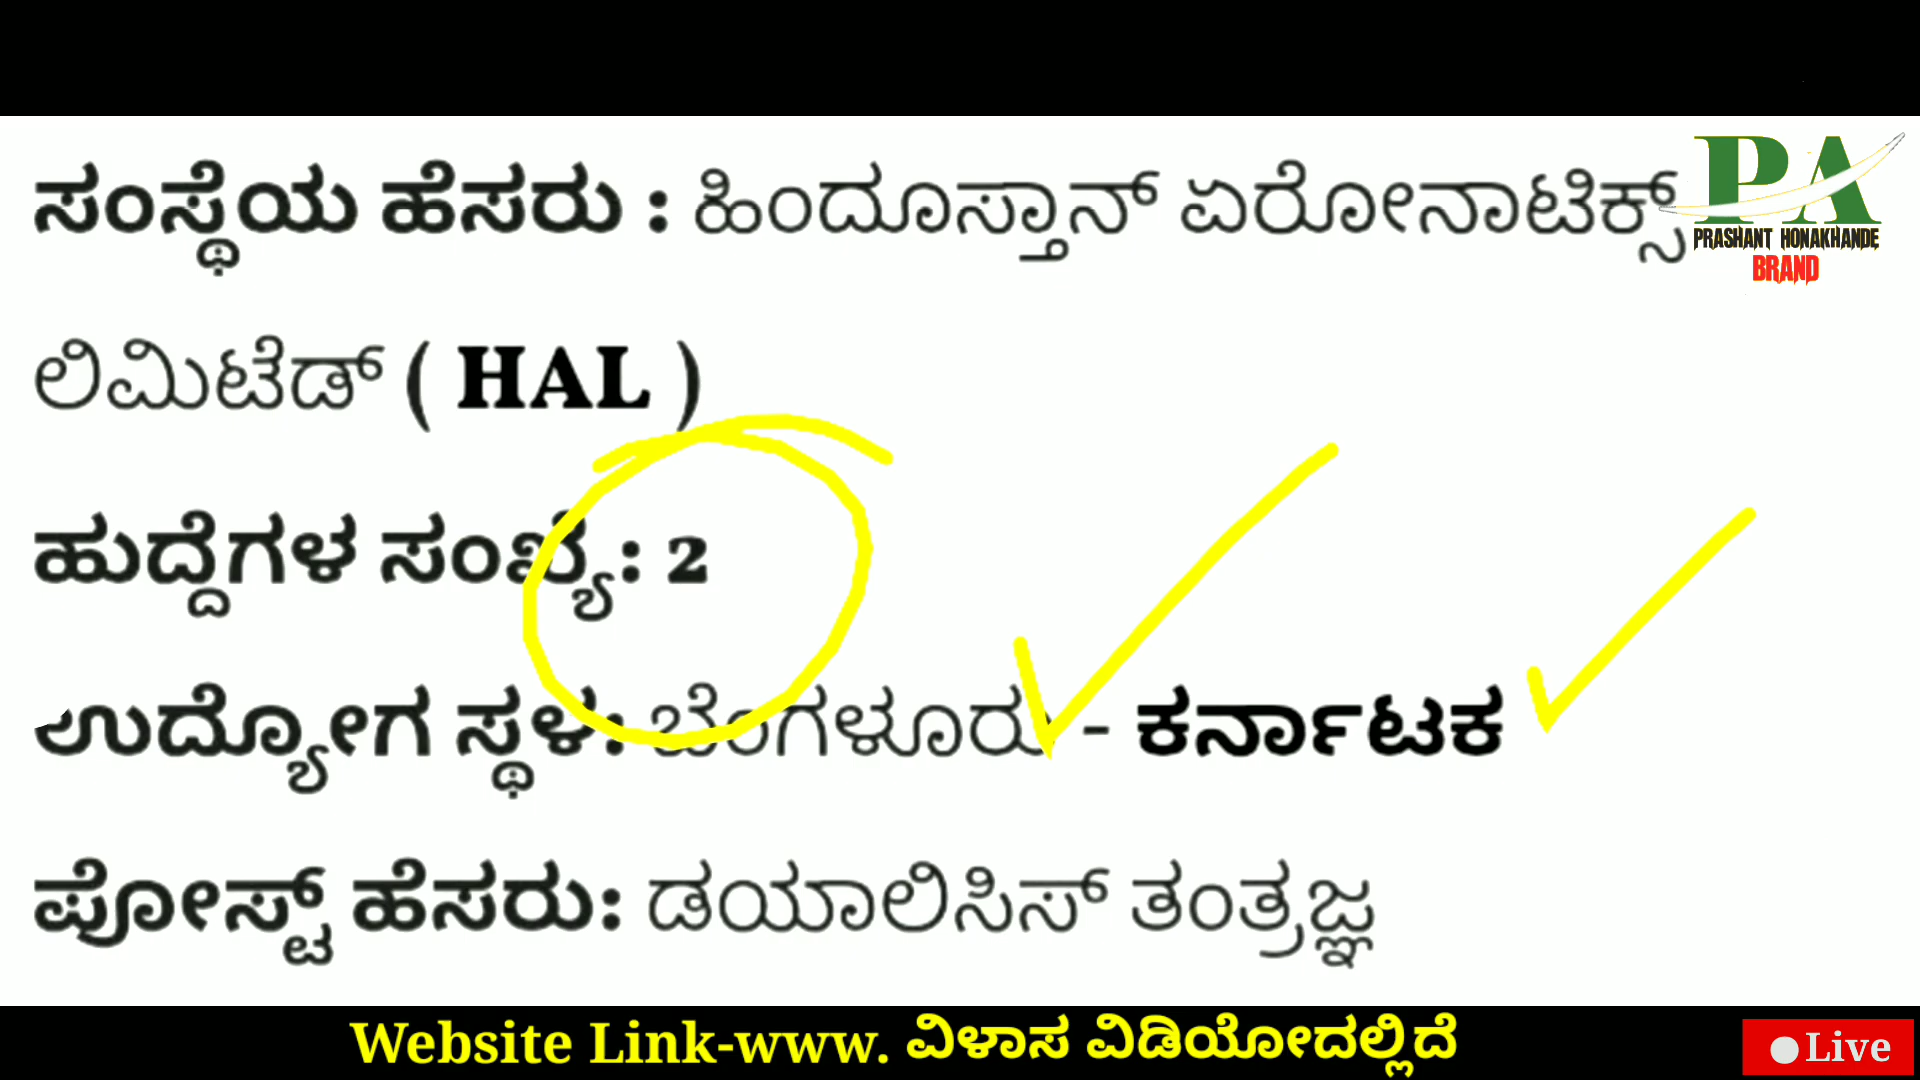 ಸಂಸ್ಥೆಯ ಹೆಸರು : ಹಿಂದೂಸ್ತಾನ್ ಏರೋನಾಟಿಕ್ಸ್
PA
PRASHANT HONAKHANDE
BRAND
ಲಿಮಿಟೆಡ್ ( HAL )
ಹುದ್ದೆಗಳ ಸಂಖ್ಯೆ: 2
ಉದ್ಯೋಗ ಸ್ಥಳ: ಬೆಂಗಳೂರು - ಕರ್ನಾಟಕ
ಪೋಸ್ಟ್ ಹೆಸರು: ಡಯಾಲಿಸಿಸ್ ತಂತ್ರಜ್ಞ
Website Link-www. ವಿಳಾಸ ವಿಡಿಯೋದಲ್ಲಿದೆ
Live